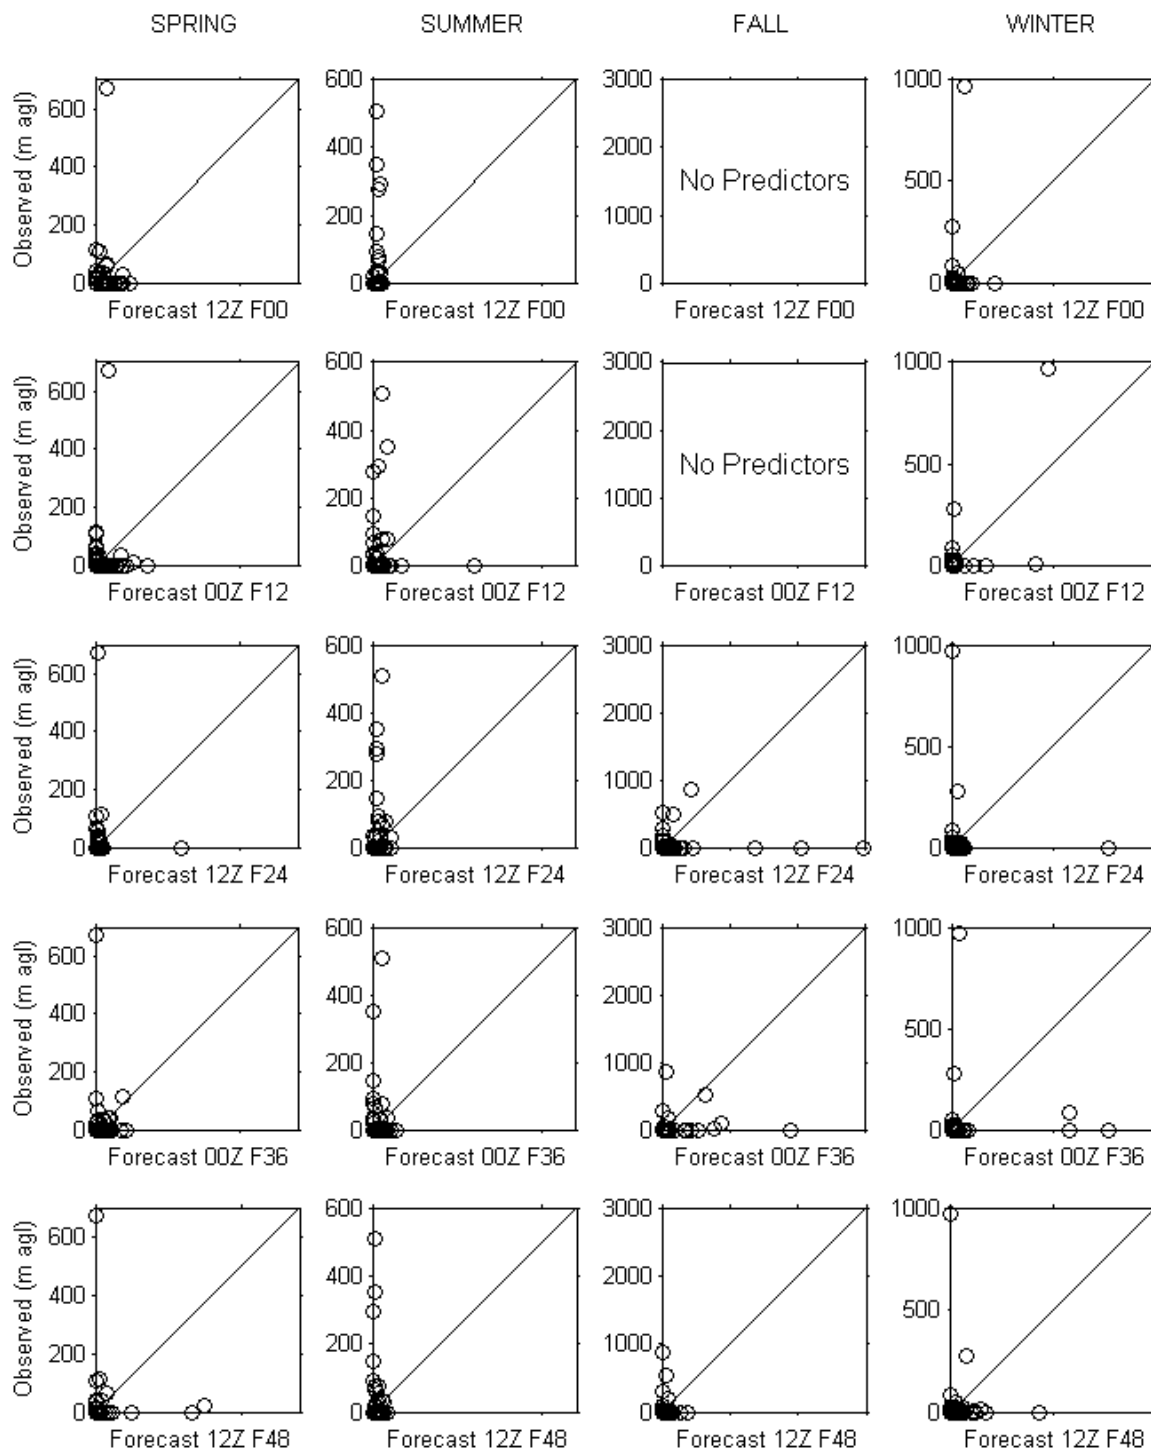 SPRING SUMMER FALL WINTER
Observed (m agl) 600 400 200 0 Forecast 12Z F00
600 500 400 300 200 100 0 Forecast 12Z F00
3000 2000 1000 0 No Predictors Forecast 12Z F00
1000 500 0 Forecast 12Z F00
Observed (m agl) 600 400 200 0 Forecast 00Z F12
600 400 200 0 Forecast 00Z F12
3000 2000 1000 0 No Predictors Forecast 00Z F12
1000 500 0 Forecast 00Z F12
Observed (m agl) 600 400 200 0 Forecast 12Z F24
600 400 200 0 Forecast 12Z F24
3000 2000 1000 0 Forecast 12Z F24
1000 500 0 Forecast 12Z F24
Observed (m agl) 600 400 200 0 Forecast 00Z F36
600 400 200 0 Forecast 00Z F36
3000 2000 1000 0 Forecast 00Z F36
1000 500 0 Forecast 00Z F36
Observed (m agl) 600 400 200 0 Forecast 12Z F48
600 400 200 0 Forecast 12Z F48
3000 2000 1000 0 Forecast 12Z F48
1000 500 0 Forecast 12Z F48